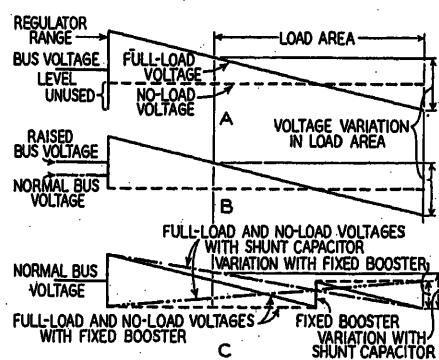 REGULATOR
RANGE
BUS VOLTAGE
LEVEL
UNUSED
LOAD AREA
FULL-LOAD
VOLTAGE
NO-LOAD
VOLTAGE
A
VOLTAGE VARIATION
IN LOAD AREA
RAISED
BUS VOLTAGE
NORMAL BUS
VOLTAGE
B
FULL-LOAD AND NO-LOAD VOLTAGES
WITH SHUNT CAPACITOR
VARIATION WITH FIXED BOOSTER
NORMAL BUS
VOLTAGE
FULL-LOAD AND NO-LOAD VOLTAGES
WITH FIXED BOOSTER
FIXED BOOSTER
VARIATION WITH
SHUNT CAPACITOR
C